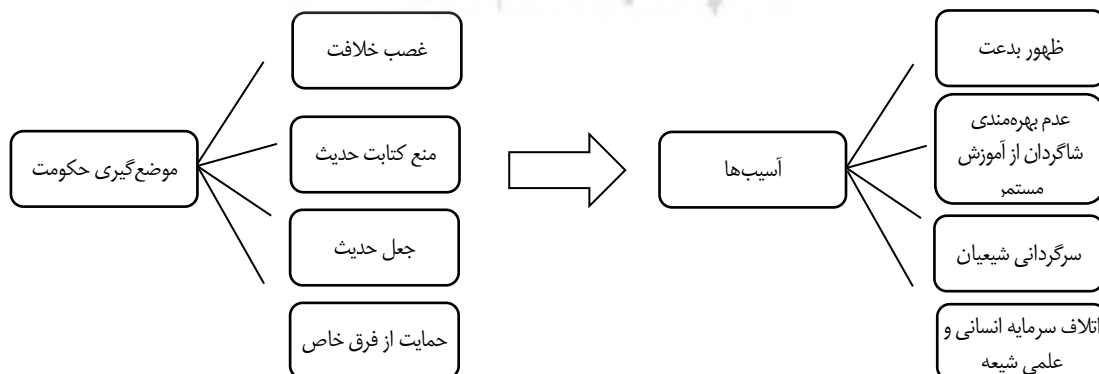 غصب خلافت
منع کتابت حدیث
موضع‌گیری حکومت
جعل حدیث
حمایت از فرق خاص
ظهور بدعت
عدم بهره‌مندی
شاگردان از آموزش
مستمر
آسیب‌ها
سرگردانی شیعیان
اتلاف سرمایه انسانی و
علمی شیعه